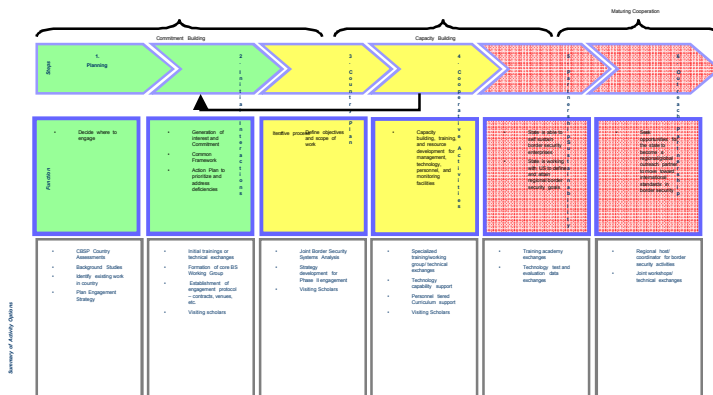 Maturing Cooperation
Commitment Building
Capacity Building
Steps
1.
Planning
2. Initial Interactions
3. Country Plan
4. Cooperative Activities
Iterative process
Function
• Decide where to
engage
• Generation of
interest and
Commitment
• Common
Framework
• Action Plan to
prioritize and
address
deficiencies
• Define objectives
and scope of
work
• Capacity
building, training,
and resource
development for
management,
technology,
personnel, and
monitoring
facilities
• State is able to
self sustain
border security
enterprises
• State is working
with US to define
and attain
regional/border
security goals
• Seek
opportunities for
the state to
become a
regional/global
outreach partner
to move toward
international
standards in
border security
Summary of Activity Options
• CBSP Country
Assessments
• Background Studies
• Identify existing work
in country
• Plan Engagement
Strategy
• Initial trainings or
technical exchanges
• Formation of core BS
Working Group
• Establishment of
engagement protocol
– contracts, venues,
etc.
• Visiting scholars
• Joint Border Security
Systems Analysis
• Strategy
development for
Phase II engagement
• Visiting Scholars
• Specialized
training/working
group/ technical
exchanges
• Technology
capability support
• Personnel tiered
Curriculum support
• Visiting Scholars
• Training academy
exchanges
• Technology test and
evaluation data
exchanges
• Regional host/
coordinator for border
security activities
• Joint workshops/
technical exchanges